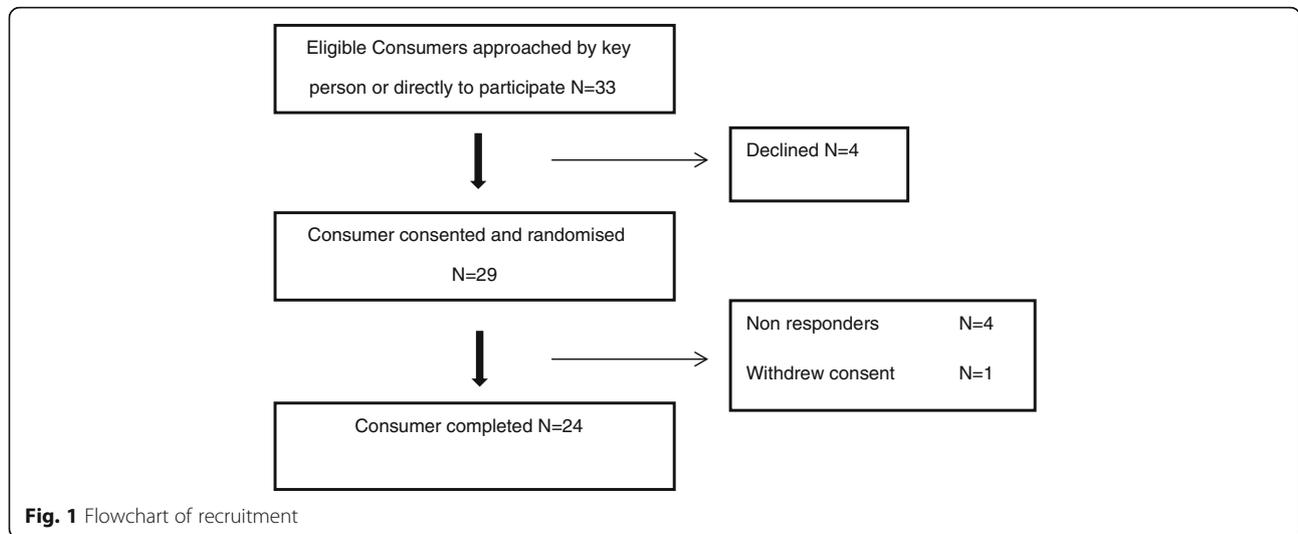 Eligible Consumers approached by key
person or directly to participate N=33
Declined N=4
Consumer consented and randomised
N=29
Non responders N=4
Withdrew consent N=1
Consumer completed N=24
Fig. 1 Flowchart of recruitment